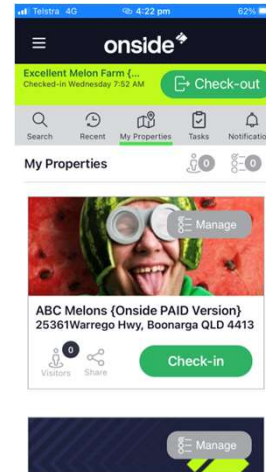 Telstra 4G 4:22 pm 62%
onside
Excellent Melon Farm {...
Checked-in Wednesday 7:52 AM
Check-out
Search Recent My Properties Tasks Notificatio
My Properties 0 0
Manage
ABC Melons {Onside PAID Version}
25361Warrego Hwy, Boonarga QLD 4413
0
Visitors Share
Check-in
Manage